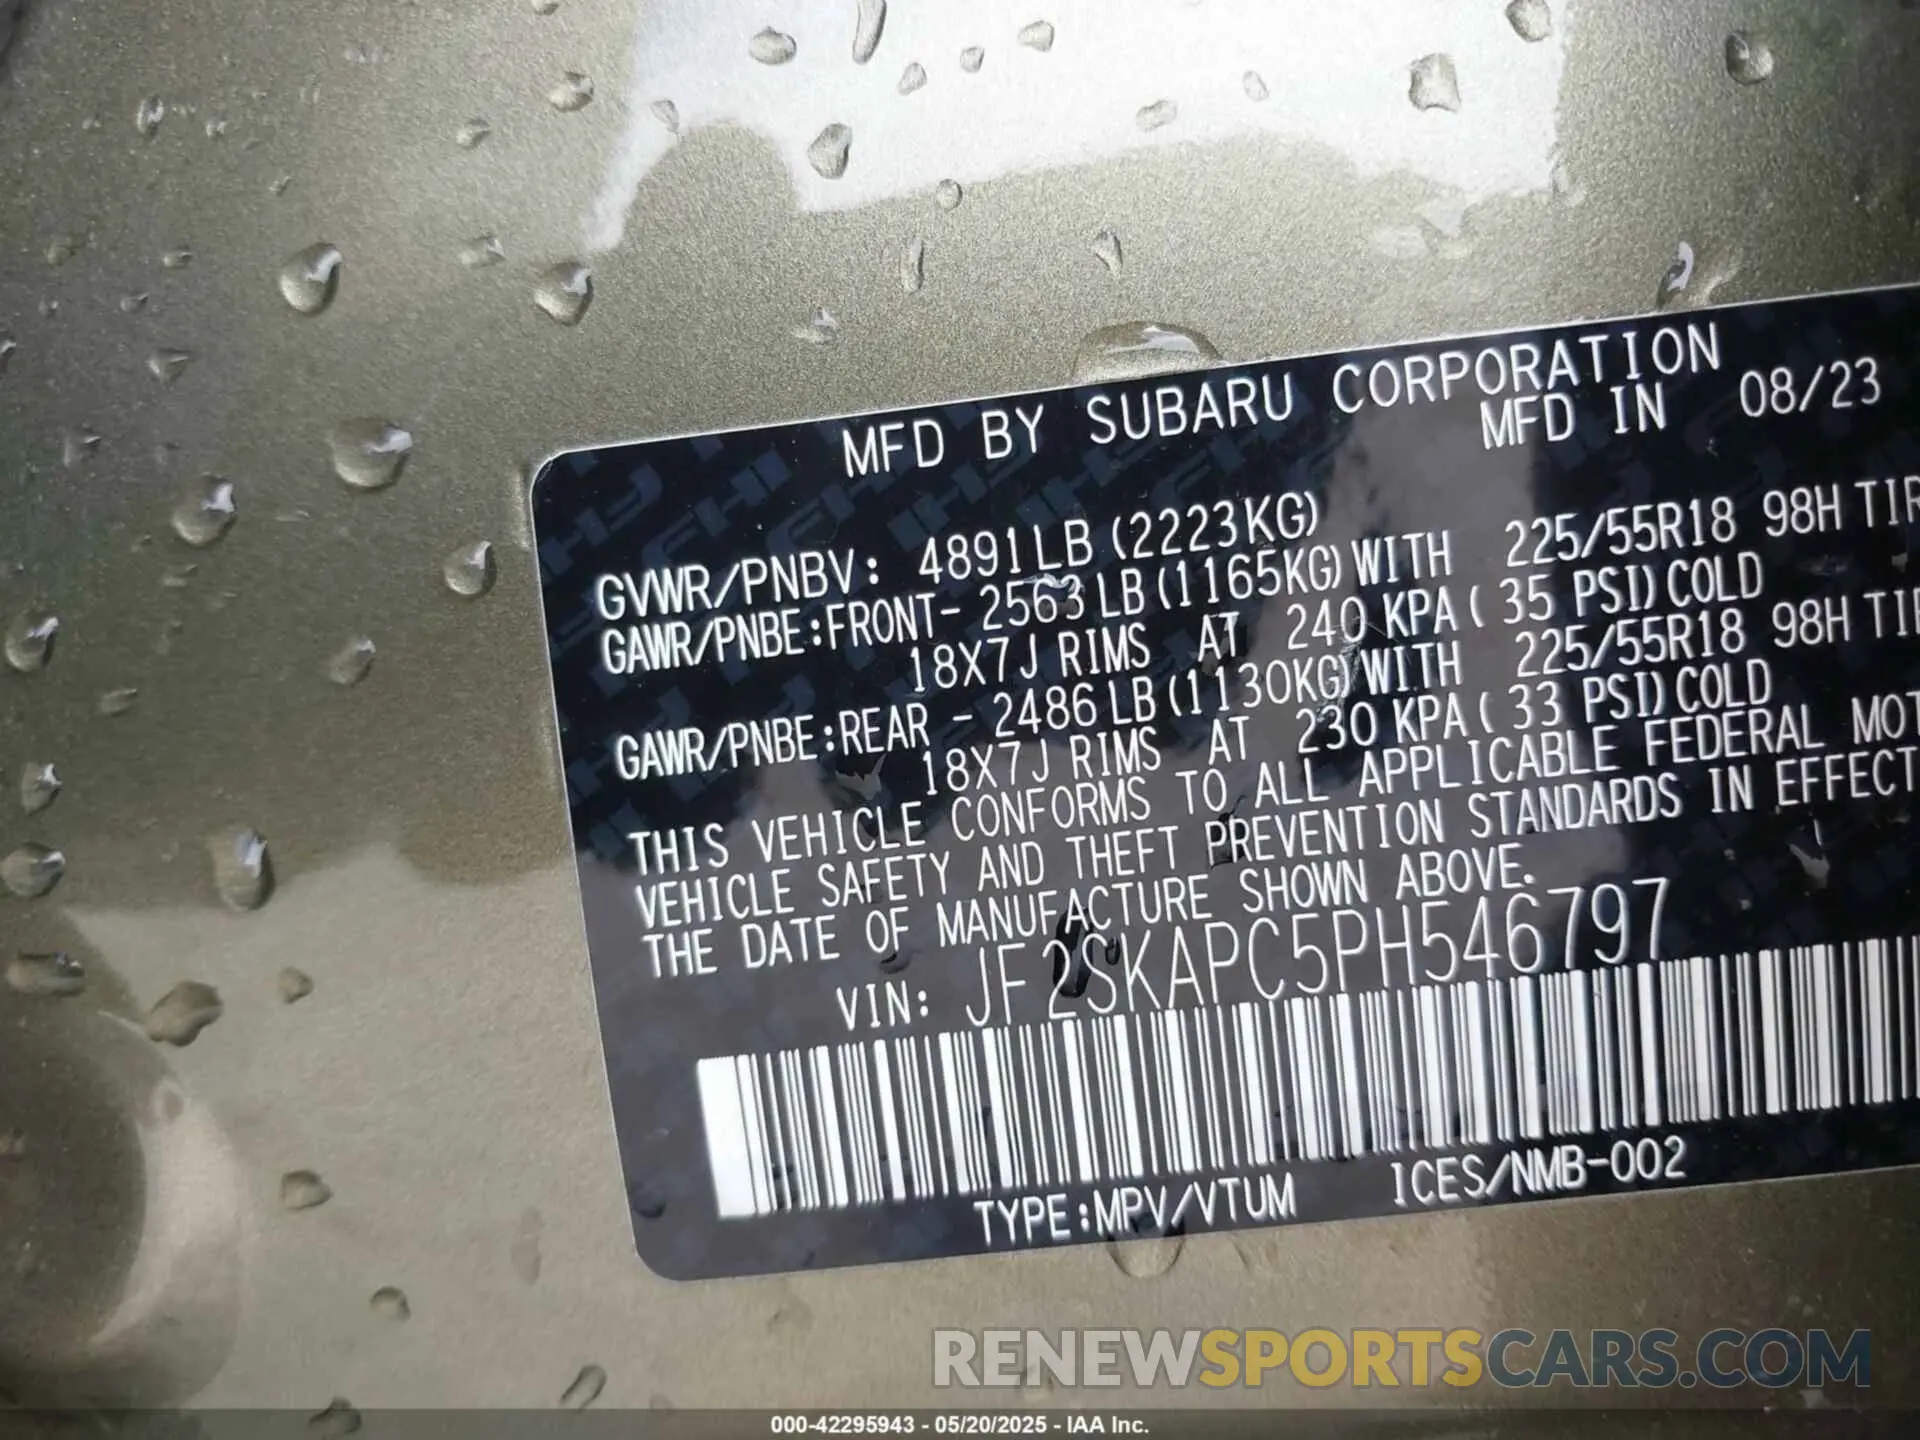 MFD BY SUBARU CORPORATION
MFD IN 08/23
GVWR/PNBV: 4891LB (2223KG)
GAWR/PNBE:FRONT- 2563 LB (1165KG) WITH 225/55R18 98H TIR
18X7J RIMS AT 240 KPA ( 35 PSI) COLD
GAWR/PNBE:REAR - 2486 LB (1130KG) WITH 225/55R18 98H TIR
18X7J RIMS AT 230 KPA ( 33 PSI) COLD
THIS VEHICLE CONFORMS TO ALL APPLICABLE FEDERAL MOT
VEHICLE SAFETY AND THEFT PREVENTION STANDARDS IN EFFECT
THE DATE OF MANUFACTURE SHOWN ABOVE.
VIN: JF2SKAPC5PH546797
TYPE:MPV/VTUM ICES/NMB-002
RENEWSPORTSCARS.COM
000-42295943 - 05/20/2025 - IAA Inc.